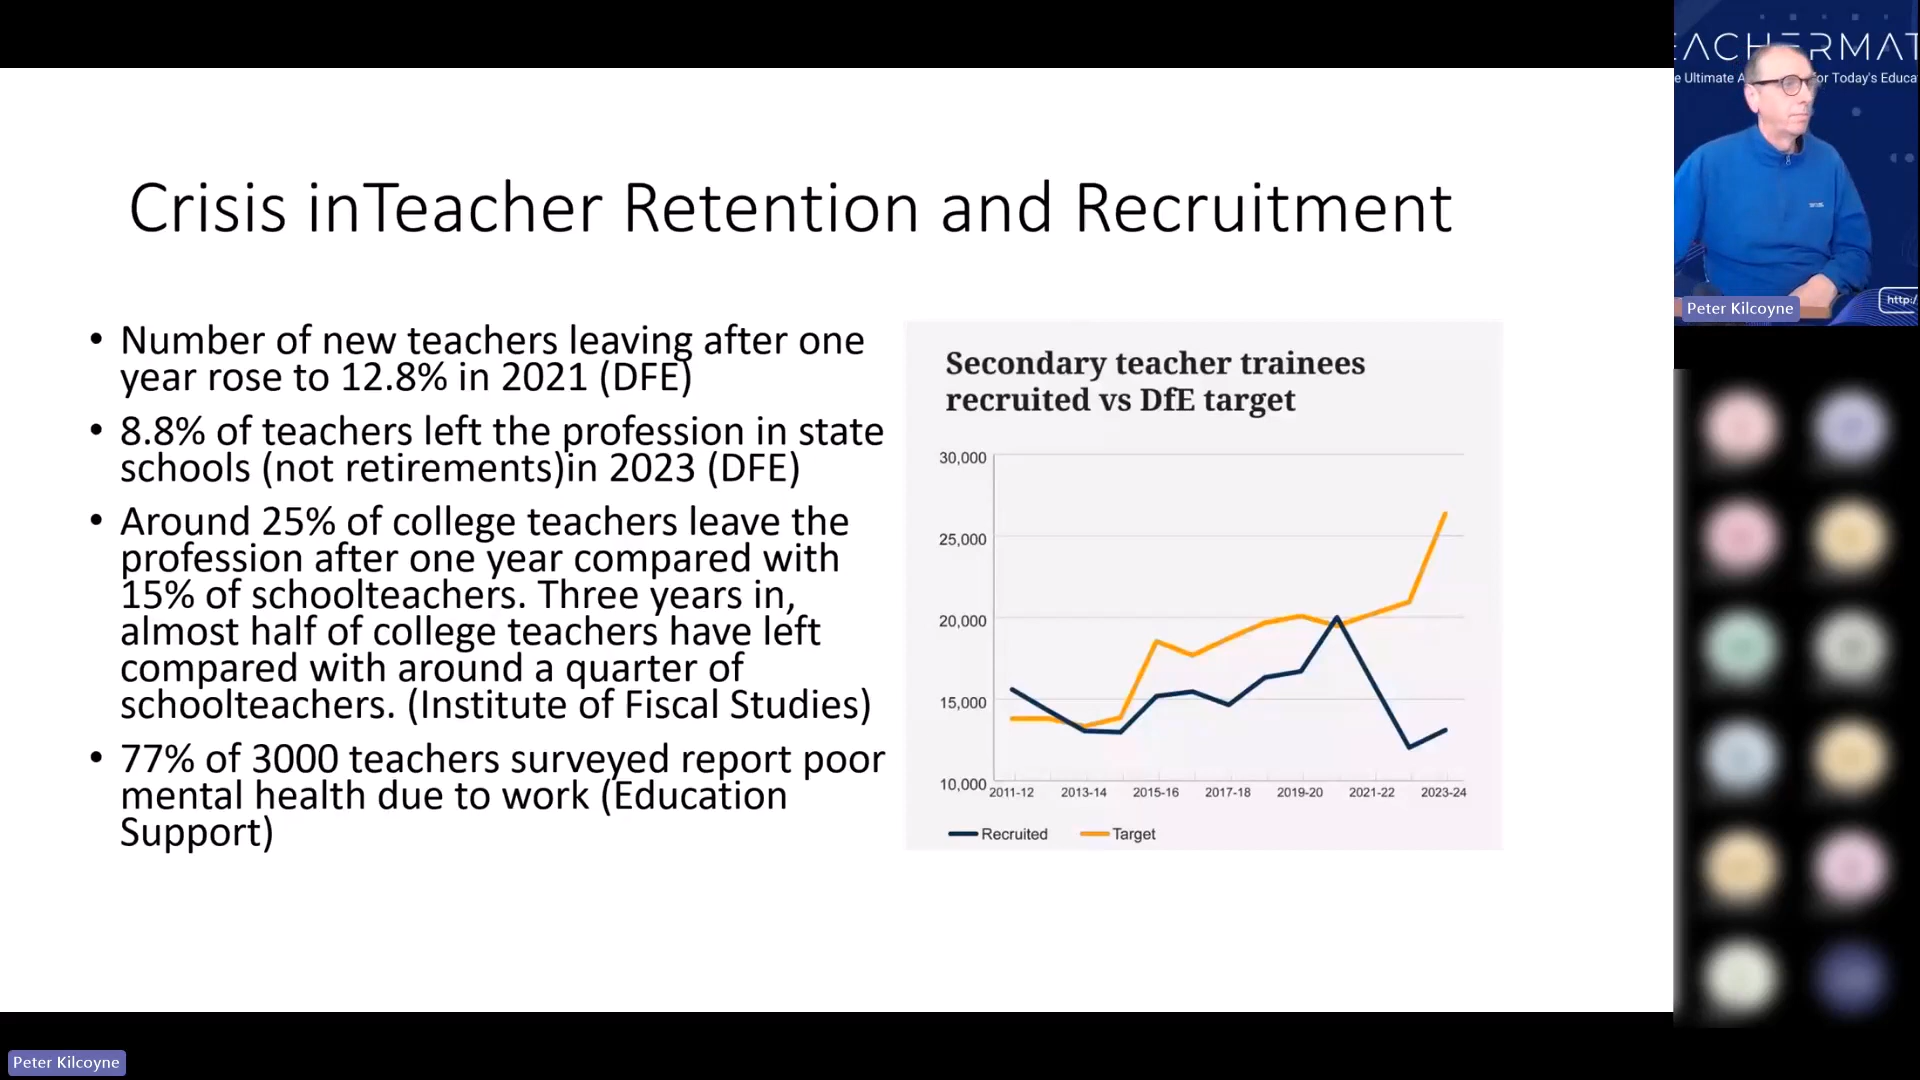 Crisis inTeacher Retention and Recruitment
• Number of new teachers leaving after one
year rose to 12.8% in 2021 (DFE)
• 8.8% of teachers left the profession in state
schools (not retirements)in 2023 (DFE)
• Around 25% of college teachers leave the
profession after one year compared with
15% of schoolteachers. Three years in,
almost half of college teachers have left
compared with around a quarter of
schoolteachers. (Institute of Fiscal Studies)
• 77% of 3000 teachers surveyed report poor
mental health due to work (Education
Support)
Secondary teacher trainees
recruited vs DfE target
30,000
25,000
20,000
15,000
10,000
2011-12 2013-14 2015-16 2017-18 2019-20 2021-22 2023-24
Recruited Target
EACHERMAT
e Ultimate A for Today's Educa
http:/
Peter Kilcoyne
Peter Kilcoyne